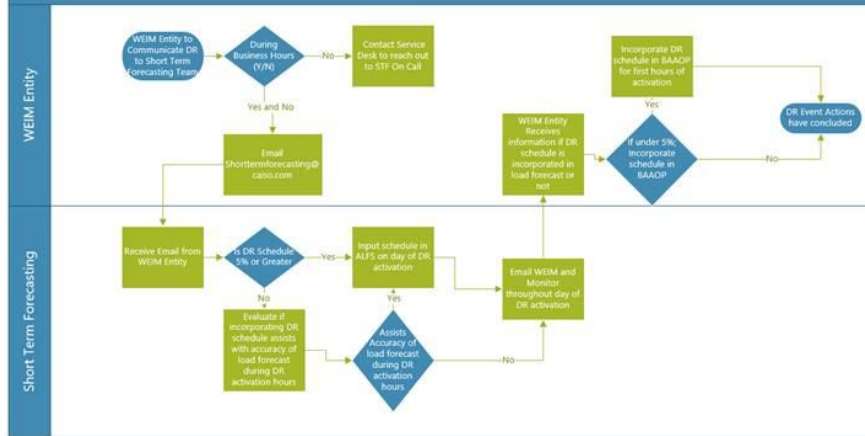 WEIM Entity
WEIM Entity to
Communicate DR
to Short Term
Forecasting Team
During
Business Hours
(Y/N)
No
Contact Service
Desk to reach out
to STF On Call
Yes and No
Email
Shorttermforecasting@
caiso.com
WEIM Entity
Receives
information if DR
schedule is
incorporated in
load forecast or
not
If under 5%;
Incorporate
schedule in
BAAOP
Yes
Incorporate DR
schedule in BAAOP
for first hours of
activation
No
DR Event Actions
have concluded
Short Term Forecasting
Receive Email from
WEIM Entity
Is DR Schedule
5% or Greater
Yes
Input schedule in
ALFS on day of DR
activation
No
Evaluate if
incorporating DR
schedule assists
with accuracy of
load forecast
during DR
activation hours
Yes
Assists
Accuracy of
load forecast
during DR
activation
hours
No
Email WEIM and
Monitor
throughout day of
DR activation